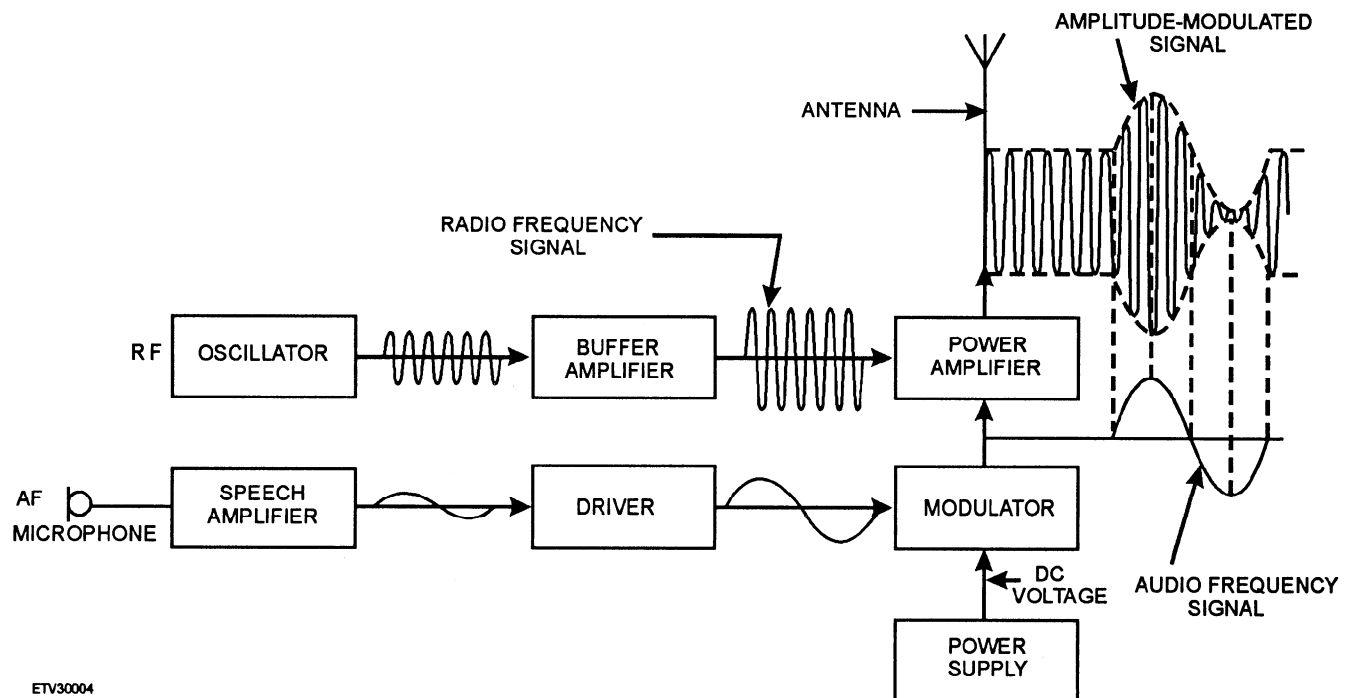 AMPLITUDE-MODULATED
SIGNAL
ANTENNA
RADIO FREQUENCY
SIGNAL
RF
OSCILLATOR
BUFFER
AMPLIFIER
POWER
AMPLIFIER
AF
MICROPHONE
SPEECH
AMPLIFIER
DRIVER
MODULATOR
DC
VOLTAGE
AUDIO FREQUENCY
SIGNAL
POWER
SUPPLY
ETV30004